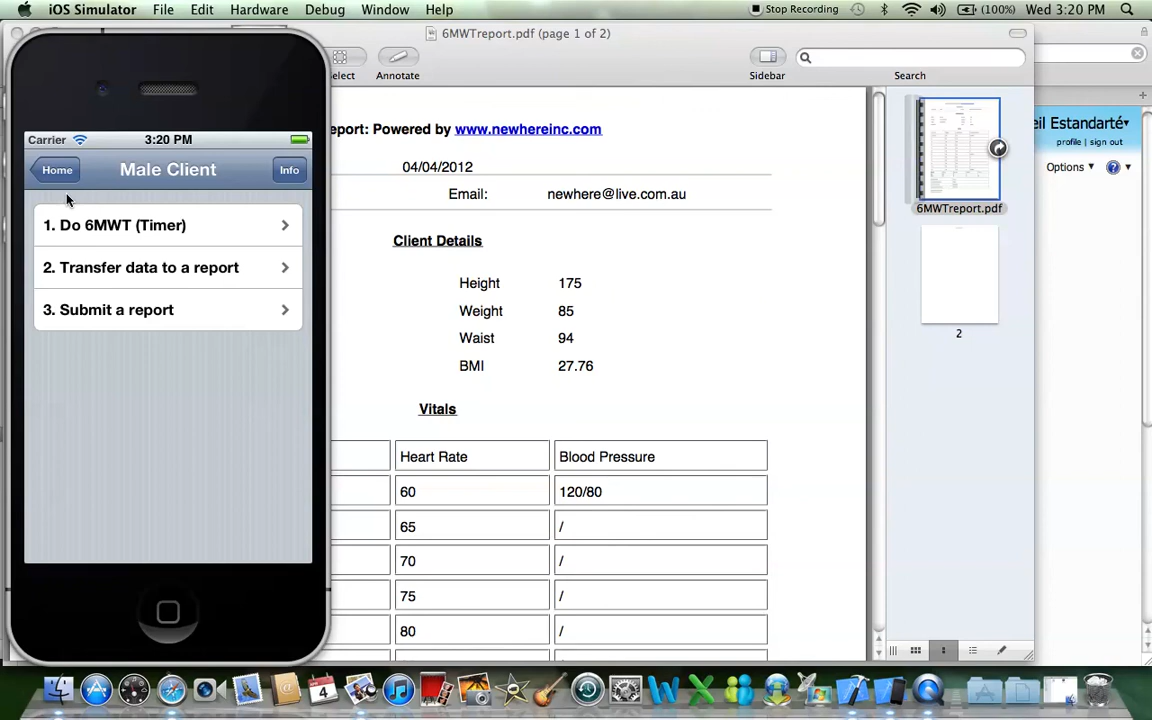 iOS Simulator File Edit Hardware Debug Window Help Stop Recording (100%) Wed 3:20 PM
6MWTreport.pdf (page 1 of 2)
elect Annotate Sidebar Search
Carrier 3:20 PM
Home Male Client Info
1. Do 6MWT (Timer)
2. Transfer data to a report
3. Submit a report
eport: Powered by www.newhereinc.com
04/04/2012
Email: newhere@live.com.au
Client Details
Height 175
Weight 85
Waist 94
BMI 27.76
Vitals
Heart Rate Blood Pressure
60 120/80
65 /
70 /
75 /
80 /
6MWTreport.pdf
2
eil Estandarté
profile | sign out
Options
4